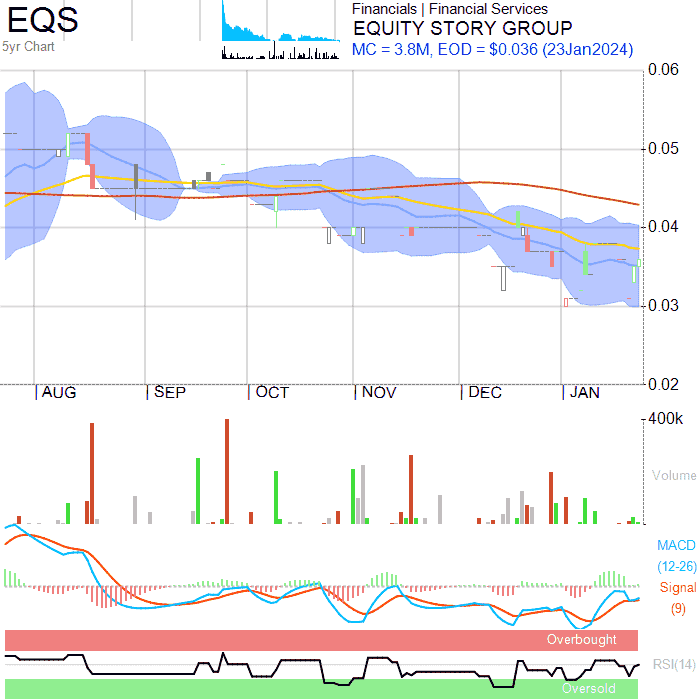 EQS
5yr Chart
Financials | Financial Services
EQUITY STORY GROUP
MC = 3.8M, EOD = $0.036 (23Jan2024)
0.06
0.05
0.04
0.03
0.02
AUG SEP OCT NOV DEC JAN
400k
Volume
MACD
(12-26)
Signal
(9)
Overbought
RSI(14)
Oversold